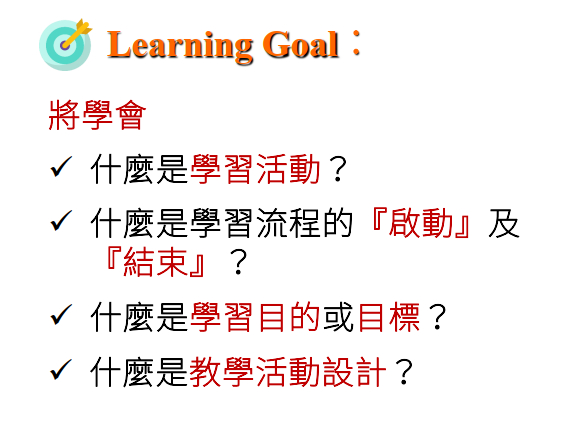 Learning Goal：
將學會
✓ 什麼是學習活動？
✓ 什麼是學習流程的『啟動』及
『結束』？
✓ 什麼是學習目的或目標？
✓ 什麼是教學活動設計？